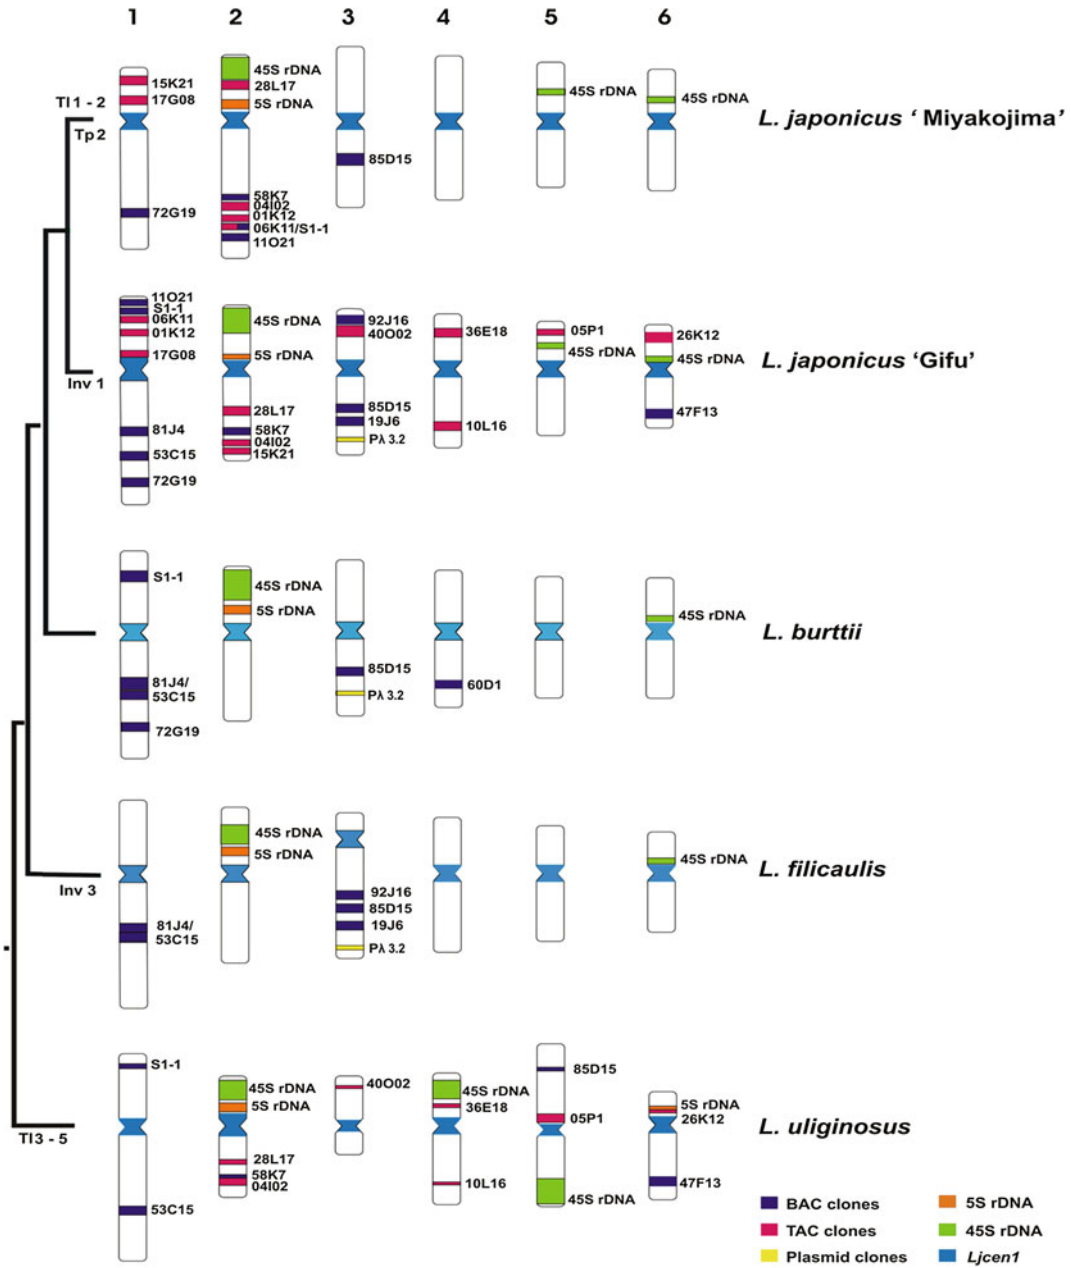 1 2 3 4 5 6
TI 1 - 2
Tp 2
15K21
17G08
72G19
45S rDNA
28L17
5S rDNA
58K7
04I02
01K12
06K11/S1-1
11O21
85D15
45S rDNA
45S rDNA
L. japonicus ‘ Miyakojima’
Inv 1
11O21
S1-1
06K11
01K12
17G08
81J4
53C15
72G19
45S rDNA
5S rDNA
28L17
58K7
04I02
15K21
92J16
40O02
85D15
19J6
Pλ 3.2
36E18
10L16
05P1
45S rDNA
26K12
45S rDNA
47F13
L. japonicus ‘Gifu’
S1-1
81J4/
53C15
72G19
45S rDNA
5S rDNA
85D15
Pλ 3.2
60D1
45S rDNA
L. burttii
Inv 3
81J4/
53C15
45S rDNA
5S rDNA
92J16
85D15
19J6
Pλ 3.2
45S rDNA
L. filicaulis
TI 3 - 5
S1-1
53C15
45S rDNA
5S rDNA
28L17
58K7
04I02
40O02
45S rDNA
36E18
10L16
85D15
05P1
45S rDNA
5S rDNA
26K12
47F13
L. uliginosus
BAC clones
TAC clones
Plasmid clones
5S rDNA
45S rDNA
Ljcen1